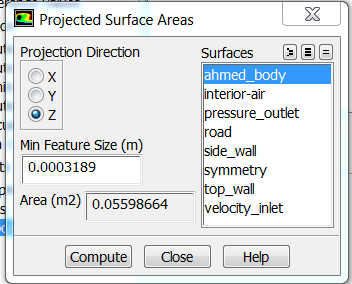 Projected Surface Areas
Projection Direction
X
Y
Z
Min Feature Size (m)
0.0003189
Area (m2) 0.05598664
Surfaces
ahmed_body
interior-air
pressure_outlet
road
side_wall
symmetry
top_wall
velocity_inlet
Compute Close Help